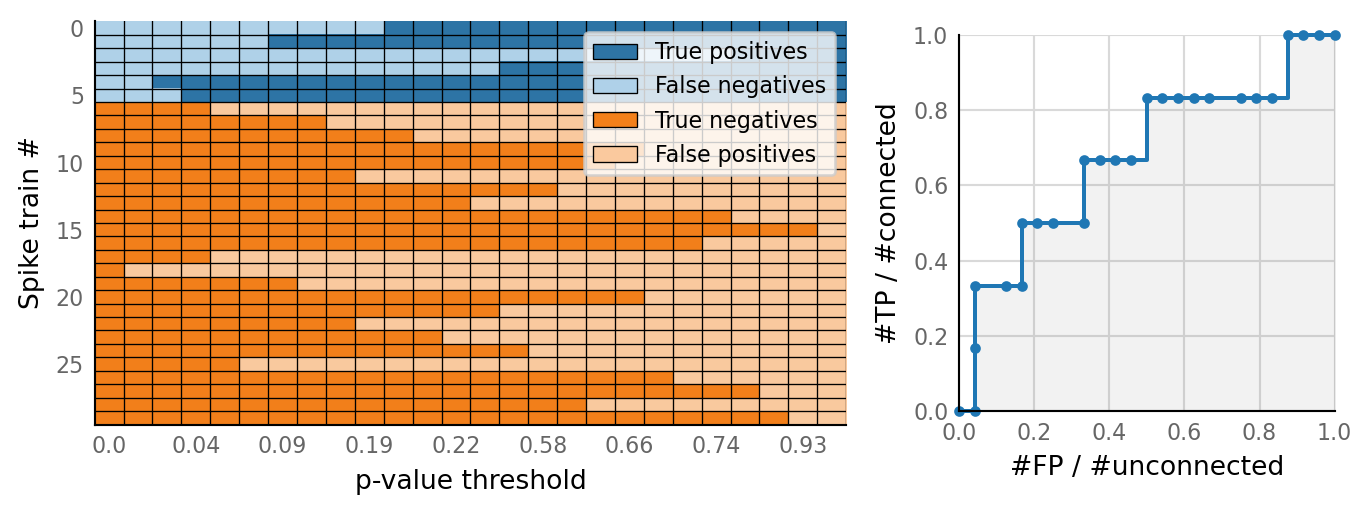 0
5
10
15
20
25
Spike train #
0.0 0.04 0.09 0.19 0.22 0.58 0.66 0.74 0.93
p-value threshold
True positives
False negatives
True negatives
False positives
1.0
0.8
0.6
0.4
0.2
0.0
#TP / #connected
0.0 0.2 0.4 0.6 0.8 1.0
#FP / #unconnected